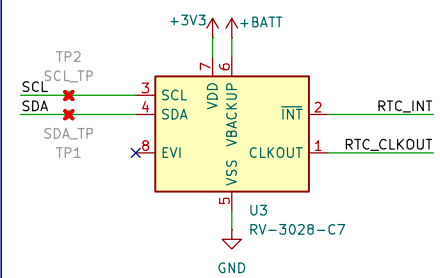 +3V3 +BATT
TP2
SCL_TP
SCL
SDA
SDA_TP
TP1
3 SCL
4 SDA
8 EVI
7 VDD
6 VBACKUP
INT 2 RTC_INT
CLKOUT 1 RTC_CLKOUT
VSS 5
U3
RV-3028-C7
GND